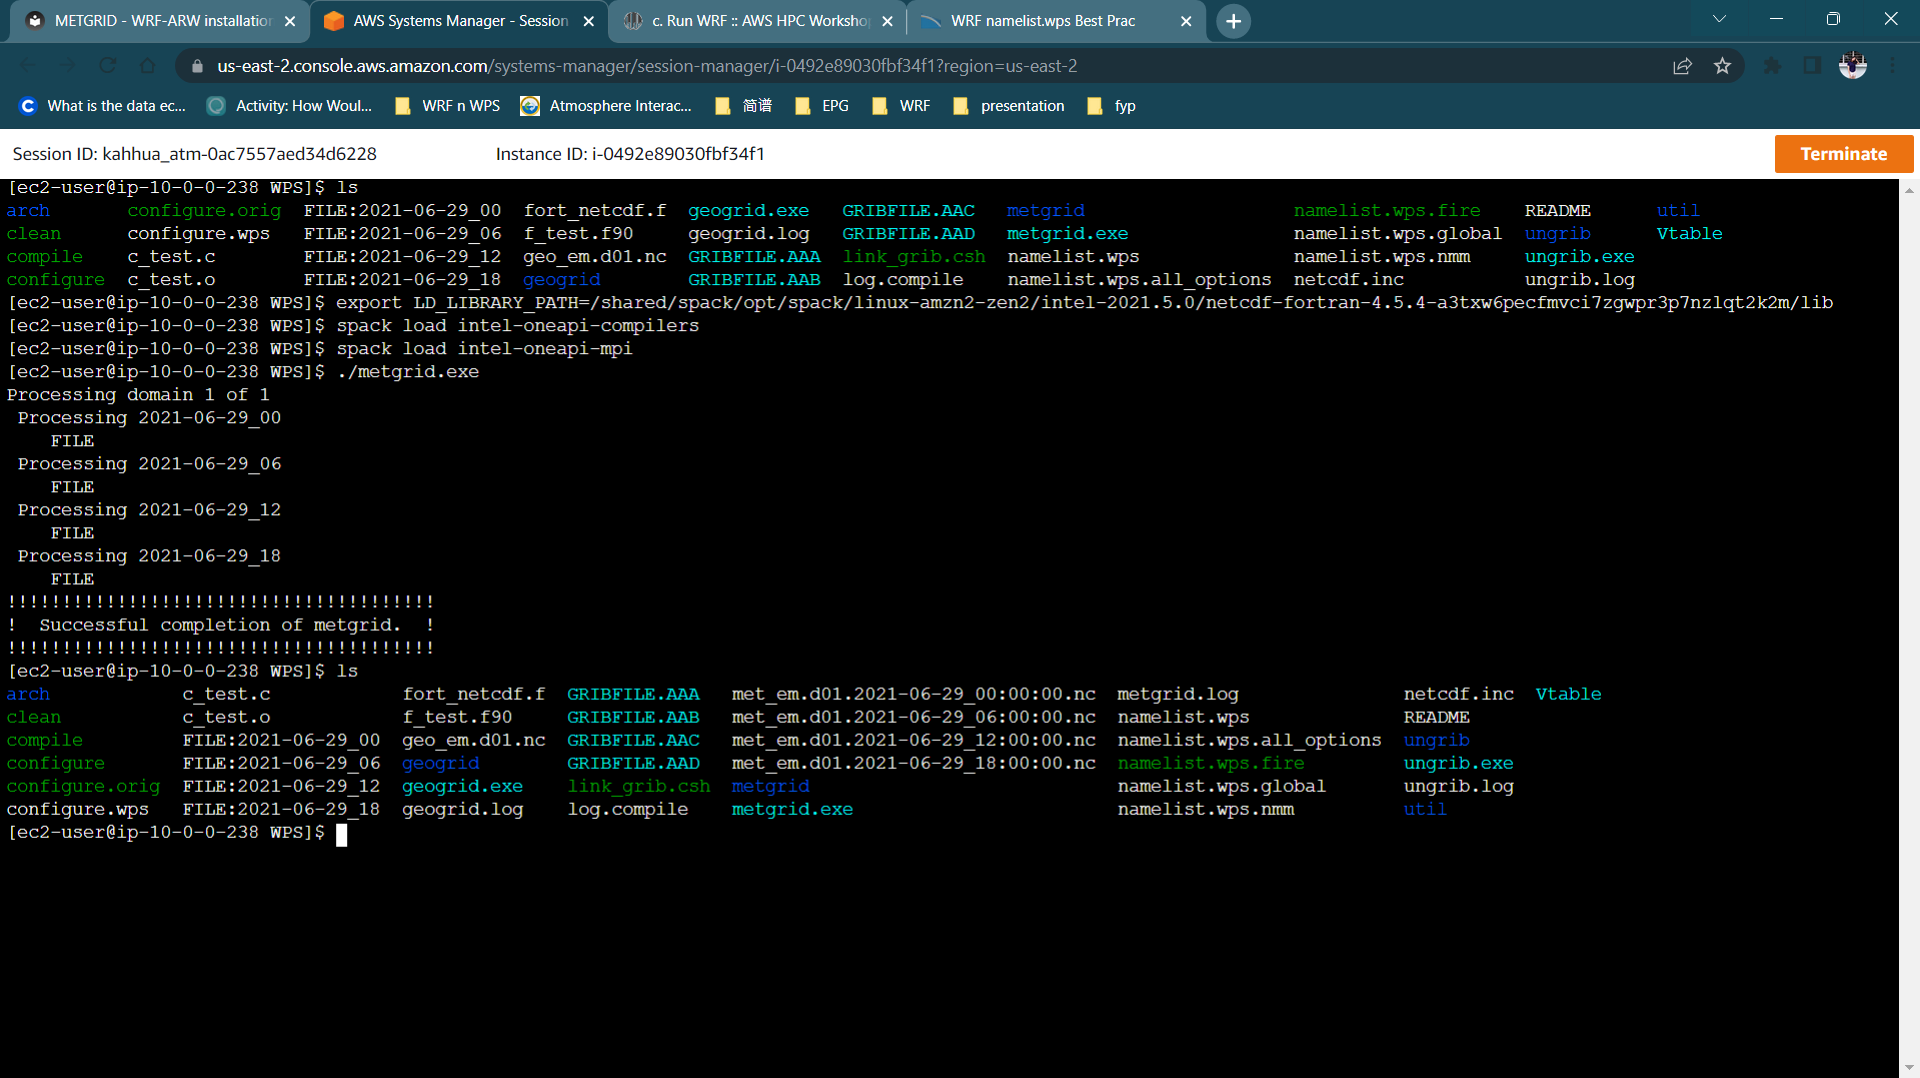 METGRID - WRF-ARW installation
AWS Systems Manager - Session
c. Run WRF :: AWS HPC Workshop
WRF namelist.wps Best Prac
us-east-2.console.aws.amazon.com/systems-manager/session-manager/i-0492e89030fbf34f1?region=us-east-2
What is the data ec... Activity: How Woul... WRF n WPS Atmosphere Interac... 简谱 EPG WRF presentation fyp
Session ID: kahhua_atm-0ac7557aed34d6228 Instance ID: i-0492e89030fbf34f1 Terminate
[ec2-user@ip-10-0-0-238 WPS]$ ls
arch configure.orig FILE:2021-06-29_00 fort_netcdf.f geogrid.exe GRIBFILE.AAC metgrid namelist.wps.fire README util
clean configure.wps FILE:2021-06-29_06 f_test.f90 geogrid.log GRIBFILE.AAD metgrid.exe namelist.wps.global ungrib Vtable
compile c_test.c FILE:2021-06-29_12 geo_em.d01.nc GRIBFILE.AAA link_grib.csh namelist.wps namelist.wps.nmm ungrib.exe
configure c_test.o FILE:2021-06-29_18 geogrid GRIBFILE.AAB log.compile namelist.wps.all_options netcdf.inc ungrib.log
[ec2-user@ip-10-0-0-238 WPS]$ export LD_LIBRARY_PATH=/shared/spack/opt/spack/linux-amzn2-zen2/intel-2021.5.0/netcdf-fortran-4.5.4-a3txw6pecfmvci7zgwpr3p7nzlqt2k2m/lib
[ec2-user@ip-10-0-0-238 WPS]$ spack load intel-oneapi-compilers
[ec2-user@ip-10-0-0-238 WPS]$ spack load intel-oneapi-mpi
[ec2-user@ip-10-0-0-238 WPS]$ ./metgrid.exe
Processing domain 1 of 1
Processing 2021-06-29_00
FILE
Processing 2021-06-29_06
FILE
Processing 2021-06-29_12
FILE
Processing 2021-06-29_18
FILE
!!!!!!!!!!!!!!!!!!!!!!!!!!!!!!!!!!!!!!!
! Successful completion of metgrid. !
!!!!!!!!!!!!!!!!!!!!!!!!!!!!!!!!!!!!!!!
[ec2-user@ip-10-0-0-238 WPS]$ ls
arch c_test.c fort_netcdf.f GRIBFILE.AAA met_em.d01.2021-06-29_00:00:00.nc metgrid.log netcdf.inc Vtable
clean c_test.o f_test.f90 GRIBFILE.AAB met_em.d01.2021-06-29_06:00:00.nc namelist.wps README
compile FILE:2021-06-29_00 geo_em.d01.nc GRIBFILE.AAC met_em.d01.2021-06-29_12:00:00.nc namelist.wps.all_options ungrib
configure FILE:2021-06-29_06 geogrid GRIBFILE.AAD met_em.d01.2021-06-29_18:00:00.nc namelist.wps.fire ungrib.exe
configure.orig FILE:2021-06-29_12 geogrid.exe link_grib.csh metgrid namelist.wps.global ungrib.log
configure.wps FILE:2021-06-29_18 geogrid.log log.compile metgrid.exe namelist.wps.nmm util
[ec2-user@ip-10-0-0-238 WPS]$